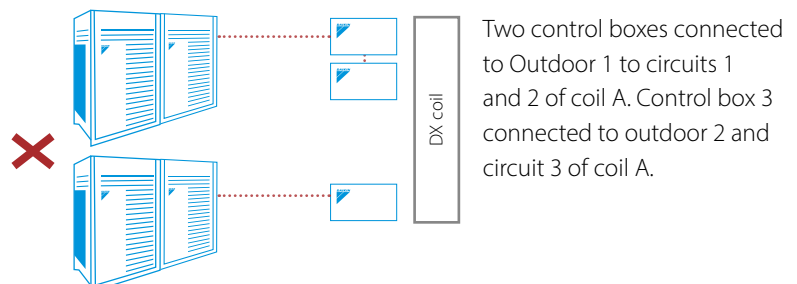 Two control boxes connected
to Outdoor 1 to circuits 1
and 2 of coil A. Control box 3
connected to outdoor 2 and
circuit 3 of coil A.
DX coil